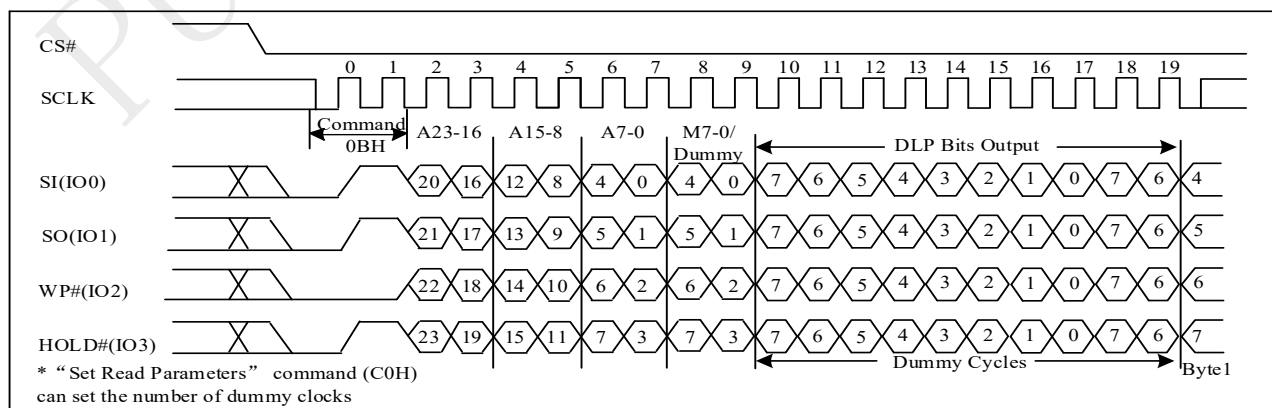 PU
CS#
0 1 2 3 4 5 6 7 8 9 10 11 12 13 14 15 16 17 18 19
SCLK
Command
0BH
A23-16 A15-8 A7-0 M7-0/
Dummy
DLP Bits Output
SI(IO0) 20 16 12 8 4 0 4 0 7 6 5 4 3 2 1 0 7 6 4
SO(IO1) 21 17 13 9 5 1 5 1 7 6 5 4 3 2 1 0 7 6 5
WP#(IO2) 22 18 14 10 6 2 6 2 7 6 5 4 3 2 1 0 7 6 6
HOLD#(IO3) 23 19 15 11 7 3 7 3 7 6 5 4 3 2 1 0 7 6 7
Dummy Cycles
Byte1
*“Set Read Parameters” command (C0H)
can set the number of dummy clocks